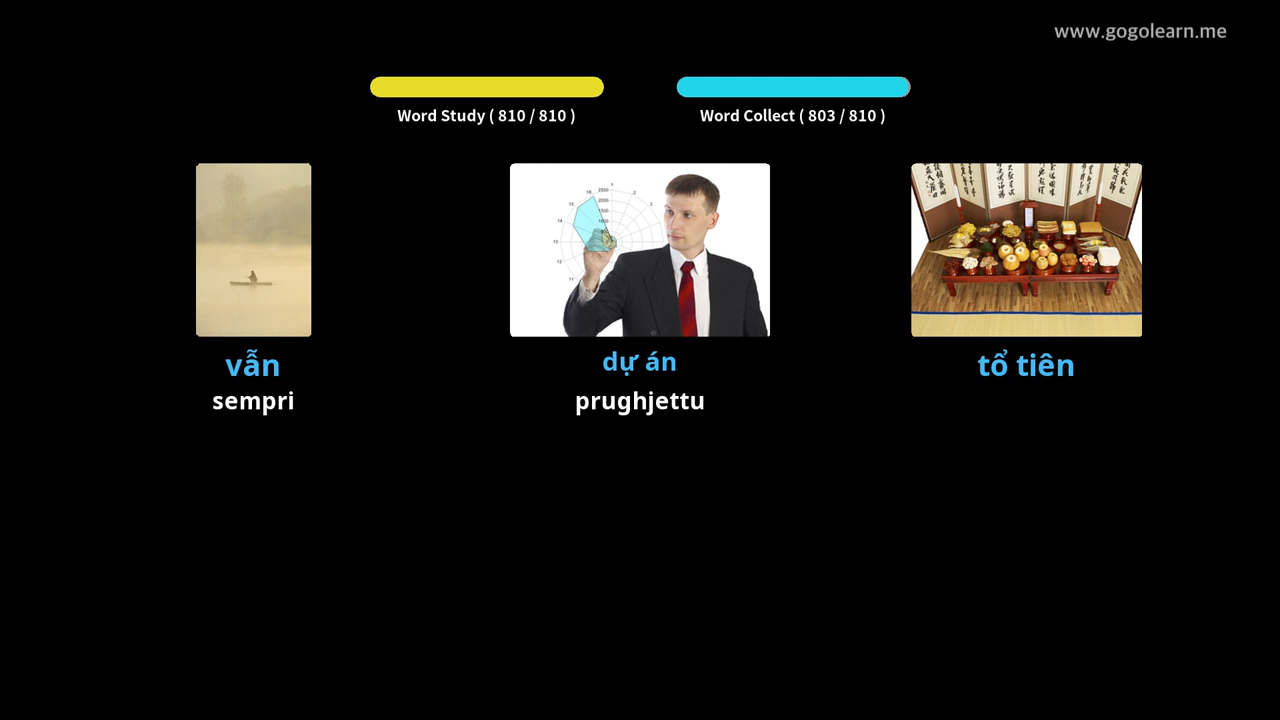 www.gogolearn.me
Word Study ( 810 / 810 )
Word Collect ( 803 / 810 )
vẫn
sempri
dự án
prughjettu
tổ tiên